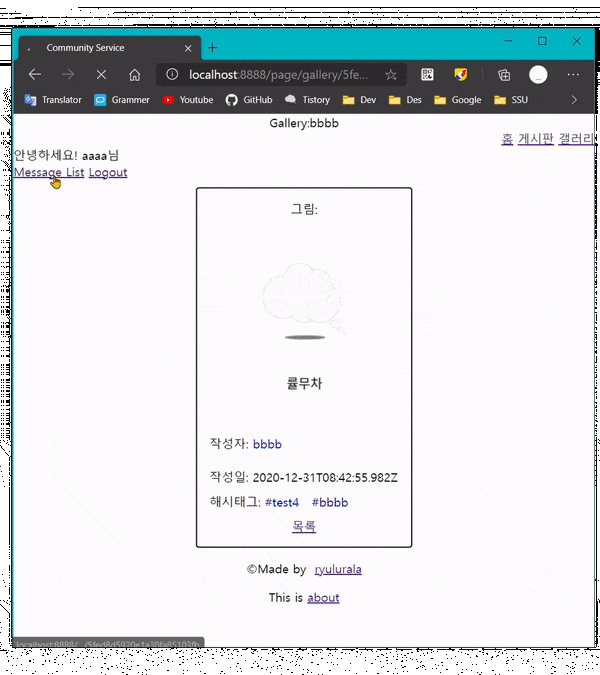 Community Service
localhost:8888/page/gallery/5fe...
Translator Grammer Youtube GitHub Tistory Dev Des Google SSU
Gallery:bbbb
홈 게시판 갤러리
안녕하세요! aaaa님
Message List Logout
그림:
률무차
작성자: bbbb
작성일: 2020-12-31T08:42:55.982Z
해시태그: #test4 #bbbb
목록
©Made by ryulurala
This is about